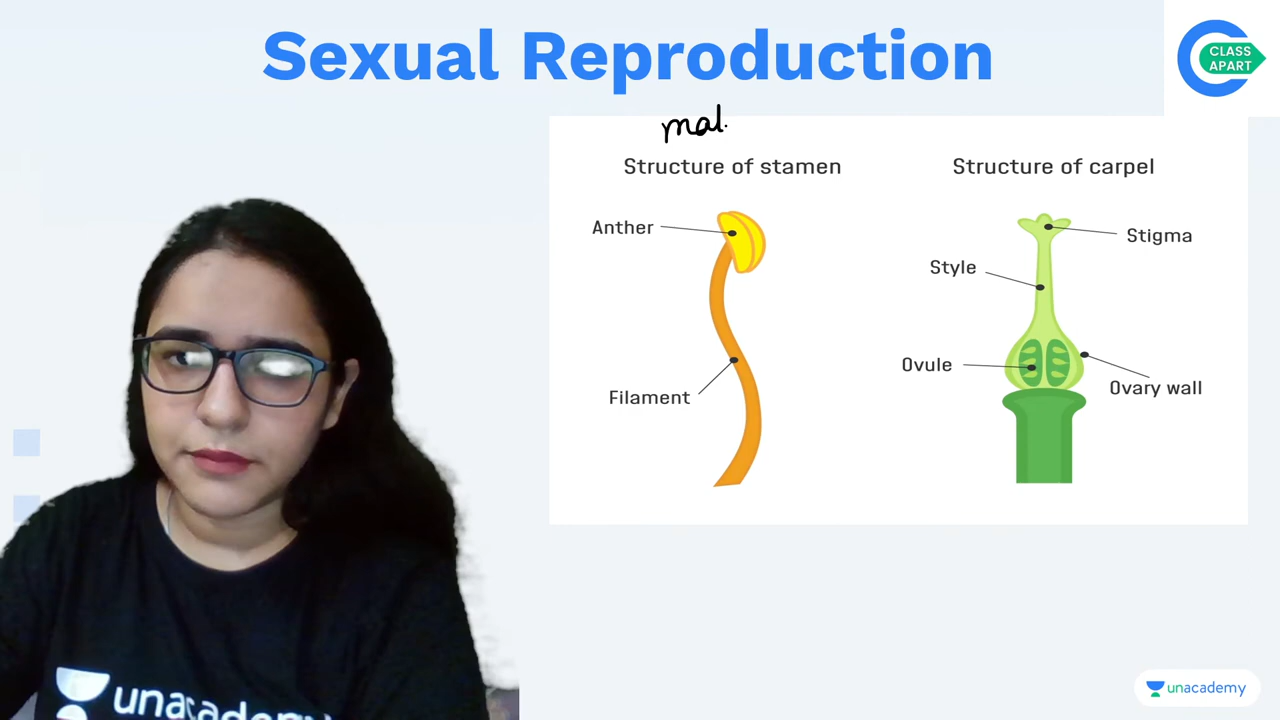 Sexual Reproduction
CLASS
APART
mal
Structure of stamen
Structure of carpel
Anther
Stigma
Style
Ovule
Ovary wall
Filament
unacademy
unacademy